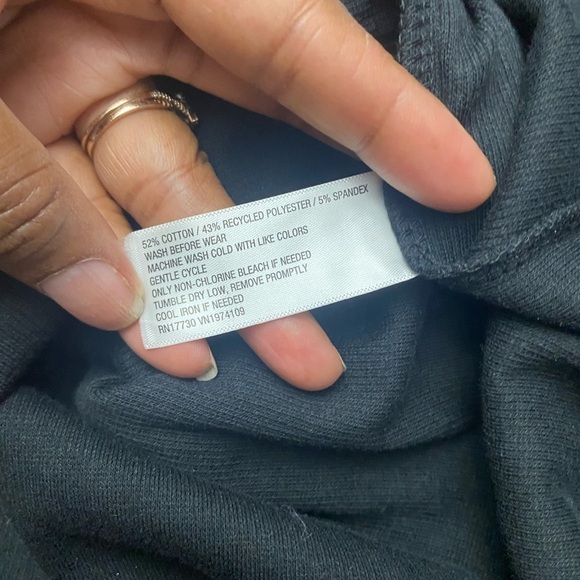 52% COTTON / 43% RECYCLED POLYESTER / 5% SPANDEX
WASH BEFORE WEAR
MACHINE WASH COLD WITH LIKE COLORS
GENTLE CYCLE
ONLY NON-CHLORINE BLEACH IF NEEDED
TUMBLE DRY LOW, REMOVE PROMPTLY
COOL IRON IF NEEDED
RN17730 VN1974109